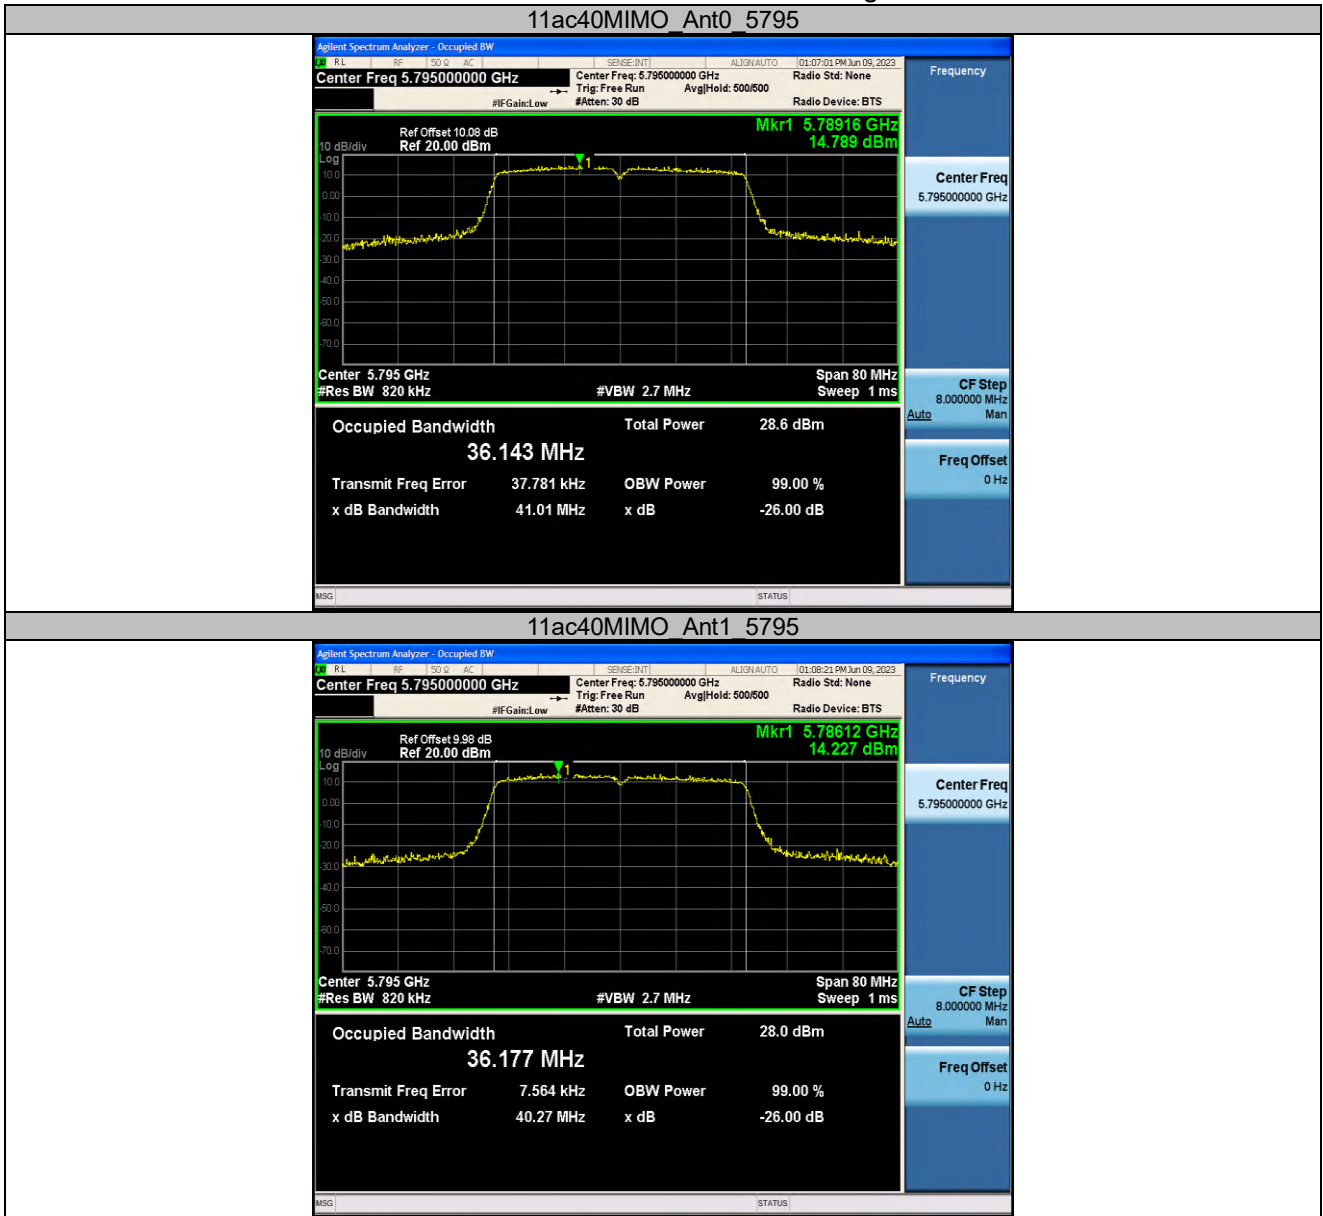 11ac40MIMO_Ant0_5795
Agilent Spectrum Analyzer - Occupied BW
RL RF 50 Ω AC SENSE:INT ALIGN AUTO 01:07:01 PM Jun 09, 2023
Center Freq 5.795000000 GHz Center Freq: 5.795000000 GHz Radio Std: None Frequency
Trig: Free Run Avg|Hold: 500/500
#IFGain:Low #Atten: 30 dB Radio Device: BTS
Mkr1 5.78916 GHz
14.789 dBm
Ref Offset 10.08 dB
10 dB/div Ref 20.00 dBm
Log
10.0
0.00
-10.0
-20.0
-30.0
-40.0
-50.0
-60.0
-70.0
1
Center Freq
5.795000000 GHz
Center 5.795 GHz Span 80 MHz
#Res BW 820 kHz #VBW 2.7 MHz Sweep 1 ms
CF Step
8.000000 MHz
Auto Man
Occupied Bandwidth Total Power 28.6 dBm
36.143 MHz
Freq Offset
0 Hz
Transmit Freq Error 37.781 kHz OBW Power 99.00 %
x dB Bandwidth 41.01 MHz x dB -26.00 dB
MSG STATUS
11ac40MIMO_Ant1_5795
Agilent Spectrum Analyzer - Occupied BW
RL RF 50 Ω AC SENSE:INT ALIGN AUTO 01:08:21 PM Jun 09, 2023
Center Freq 5.795000000 GHz Center Freq: 5.795000000 GHz Radio Std: None Frequency
Trig: Free Run Avg|Hold: 500/500
#IFGain:Low #Atten: 30 dB Radio Device: BTS
Mkr1 5.78612 GHz
14.227 dBm
Ref Offset 9.98 dB
10 dB/div Ref 20.00 dBm
Log
10.0
0.00
-10.0
-20.0
-30.0
-40.0
-50.0
-60.0
-70.0
1
Center Freq
5.795000000 GHz
Center 5.795 GHz Span 80 MHz
#Res BW 820 kHz #VBW 2.7 MHz Sweep 1 ms
CF Step
8.000000 MHz
Auto Man
Occupied Bandwidth Total Power 28.0 dBm
36.177 MHz
Freq Offset
0 Hz
Transmit Freq Error 7.564 kHz OBW Power 99.00 %
x dB Bandwidth 40.27 MHz x dB -26.00 dB
MSG STATUS